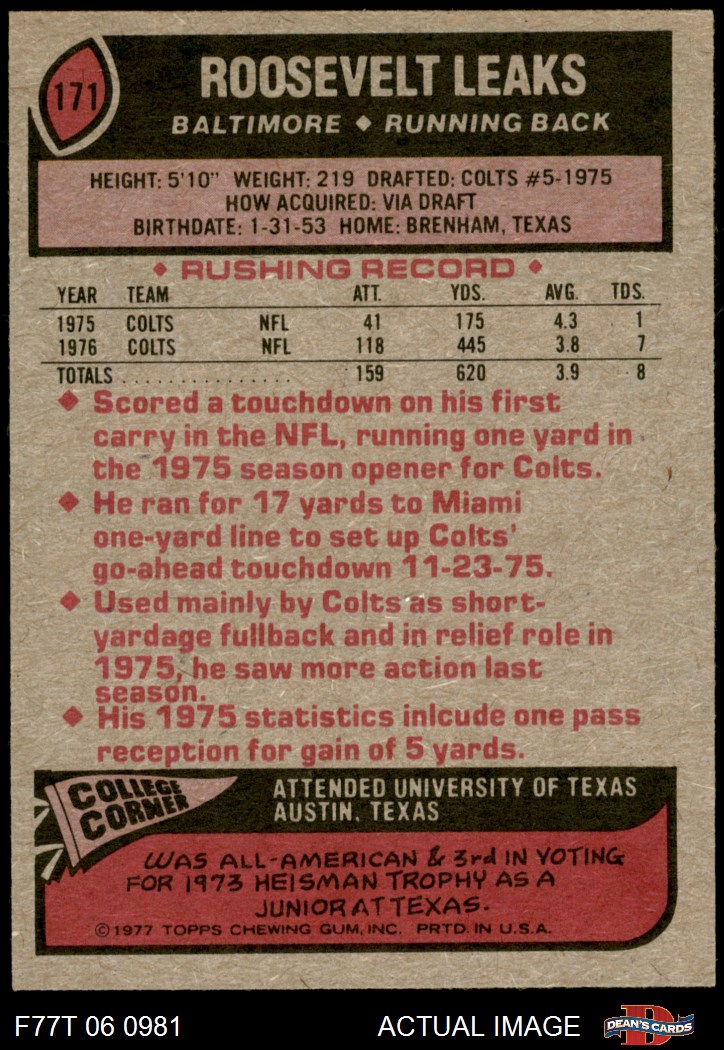 171
ROOSEVELT LEAKS
BALTIMORE ◆ RUNNING BACK
HEIGHT: 5'10" WEIGHT: 219 DRAFTED: COLTS #5-1975
HOW ACQUIRED: VIA DRAFT
BIRTHDATE: 1-31-53 HOME: BRENHAM, TEXAS
◆ RUSHING RECORD ◆
YEAR TEAM ATT. YDS. AVG. TDS.
1975 COLTS NFL 41 175 4.3 1
1976 COLTS NFL 118 445 3.8 7
TOTALS ................ 159 620 3.9 8
◆ Scored a touchdown on his first
carry in the NFL, running one yard in
the 1975 season opener for Colts.
◆ He ran for 17 yards to Miami
one-yard line to set up Colts'
go-ahead touchdown 11-23-75.
◆ Used mainly by Colts as short-
yardage fullback and in relief role in
1975, he saw more action last
season.
◆ His 1975 statistics inlcude one pass
reception for gain of 5 yards.
COLLEGE
CORNER
ATTENDED UNIVERSITY OF TEXAS
AUSTIN, TEXAS
WAS ALL-AMERICAN & 3rd IN VOTING
FOR 1973 HEISMAN TROPHY AS A
JUNIOR AT TEXAS.
©1977 TOPPS CHEWING GUM, INC. PRTD. IN U.S.A.
F77T 06 0981 ACTUAL IMAGE
D
DEAN'S CARDS